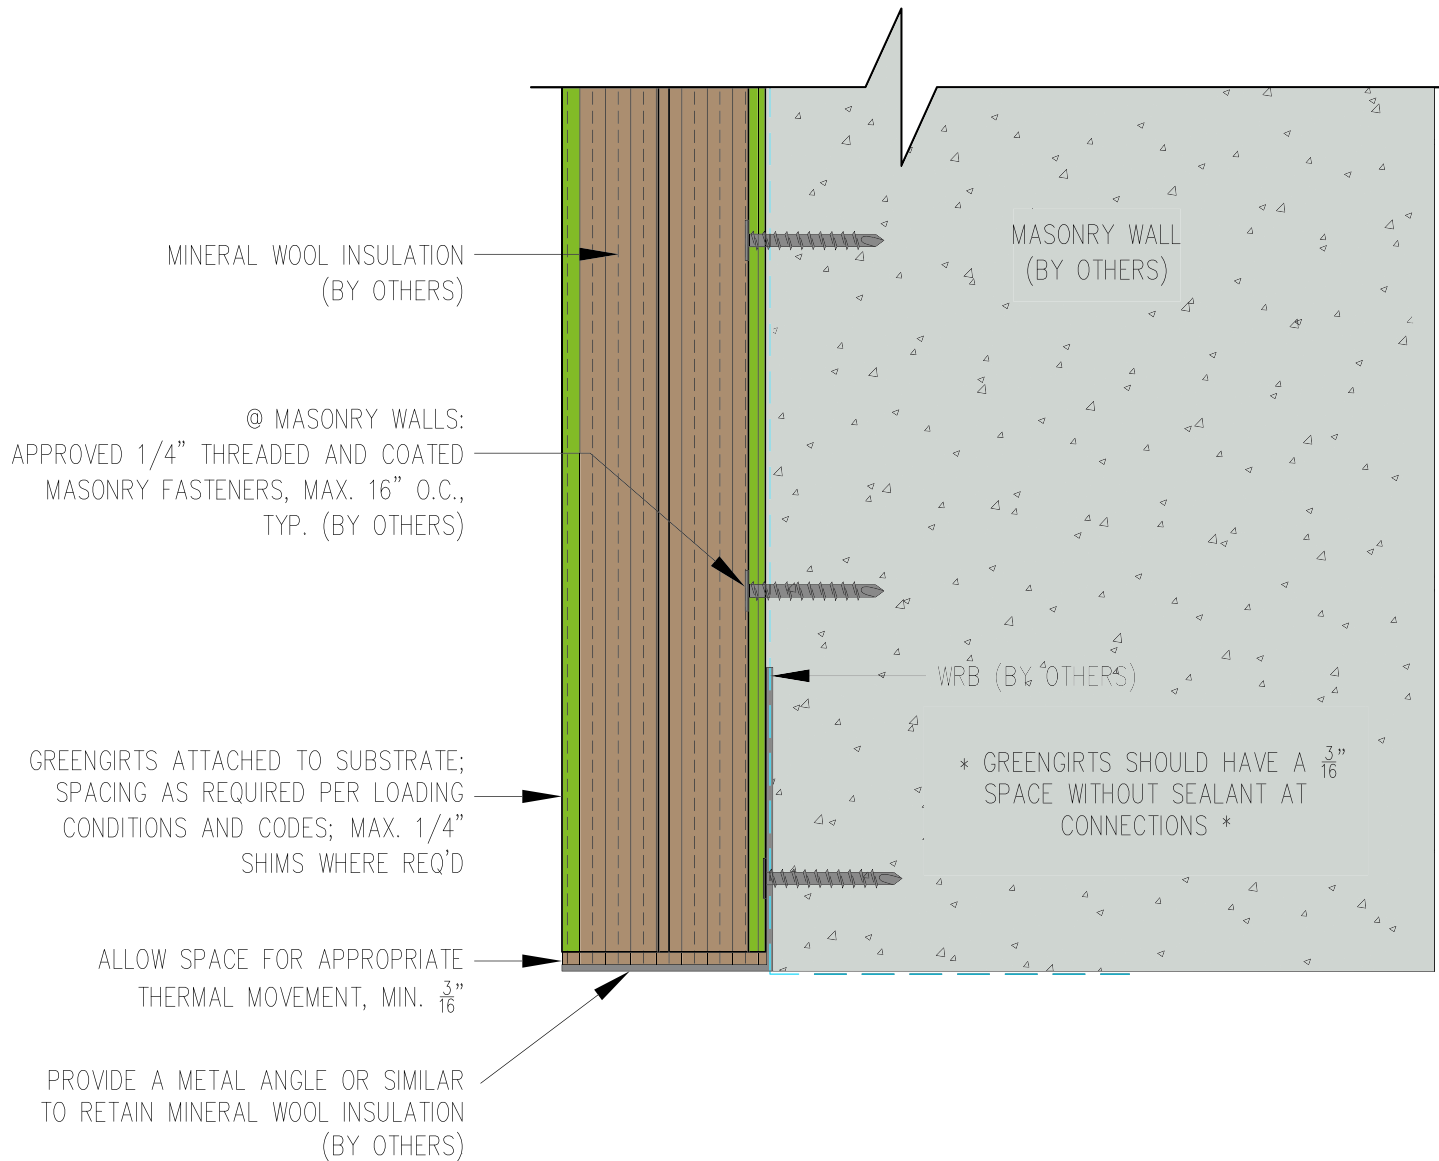 MINERAL WOOL INSULATION
(BY OTHERS)
@ MASONRY WALLS:
APPROVED 1/4" THREADED AND COATED
MASONRY FASTENERS, MAX. 16" O.C.,
TYP. (BY OTHERS)
GREENGIRTS ATTACHED TO SUBSTRATE;
SPACING AS REQUIRED PER LOADING
CONDITIONS AND CODES; MAX. 1/4"
SHIMS WHERE REQ'D
ALLOW SPACE FOR APPROPRIATE
THERMAL MOVEMENT, MIN. 3/16"
PROVIDE A METAL ANGLE OR SIMILAR
TO RETAIN MINERAL WOOL INSULATION
(BY OTHERS)
MASONRY WALL
(BY OTHERS)
WRB (BY OTHERS)
* GREENGIRTS SHOULD HAVE A 3/16"
SPACE WITHOUT SEALANT AT
CONNECTIONS *